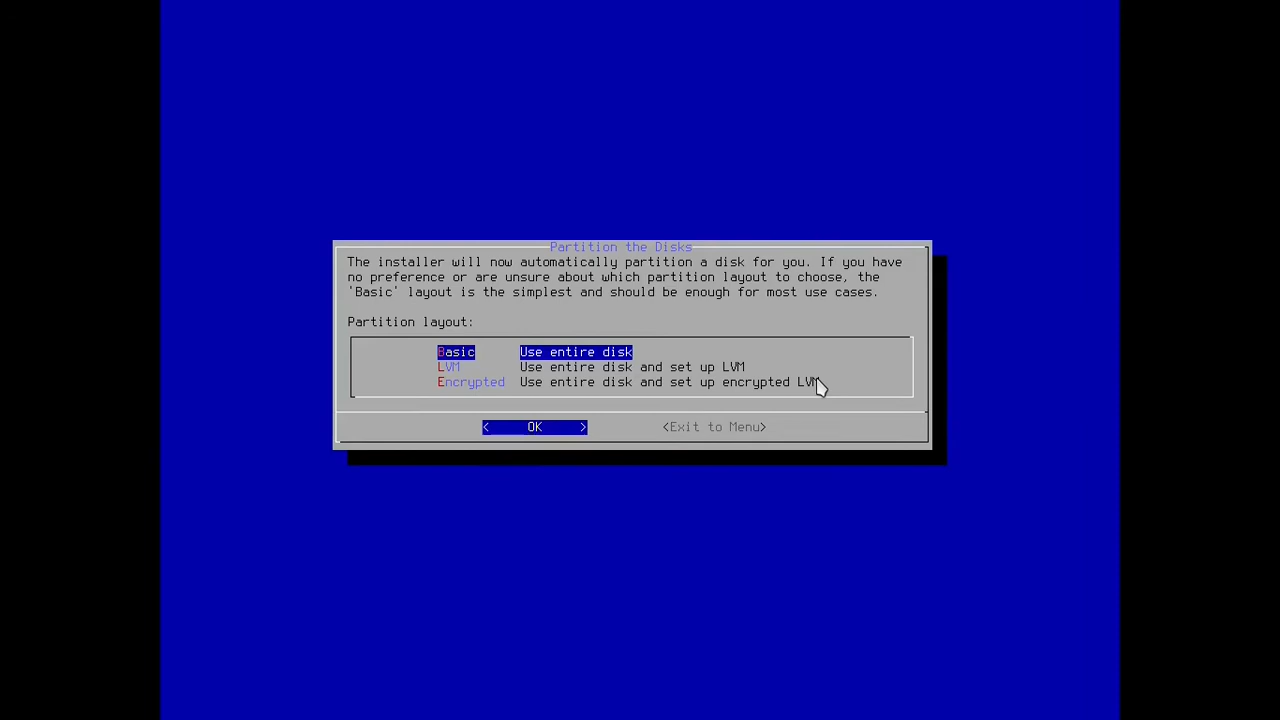 Partition the Disks
The installer will now automatically partition a disk for you. If you have
no preference or are unsure about which partition layout to choose, the
'Basic' layout is the simplest and should be enough for most use cases.
Partition layout:
Basic Use entire disk
LVM Use entire disk and set up LVM
Encrypted Use entire disk and set up encrypted LVM
< OK > <Exit to Menu>